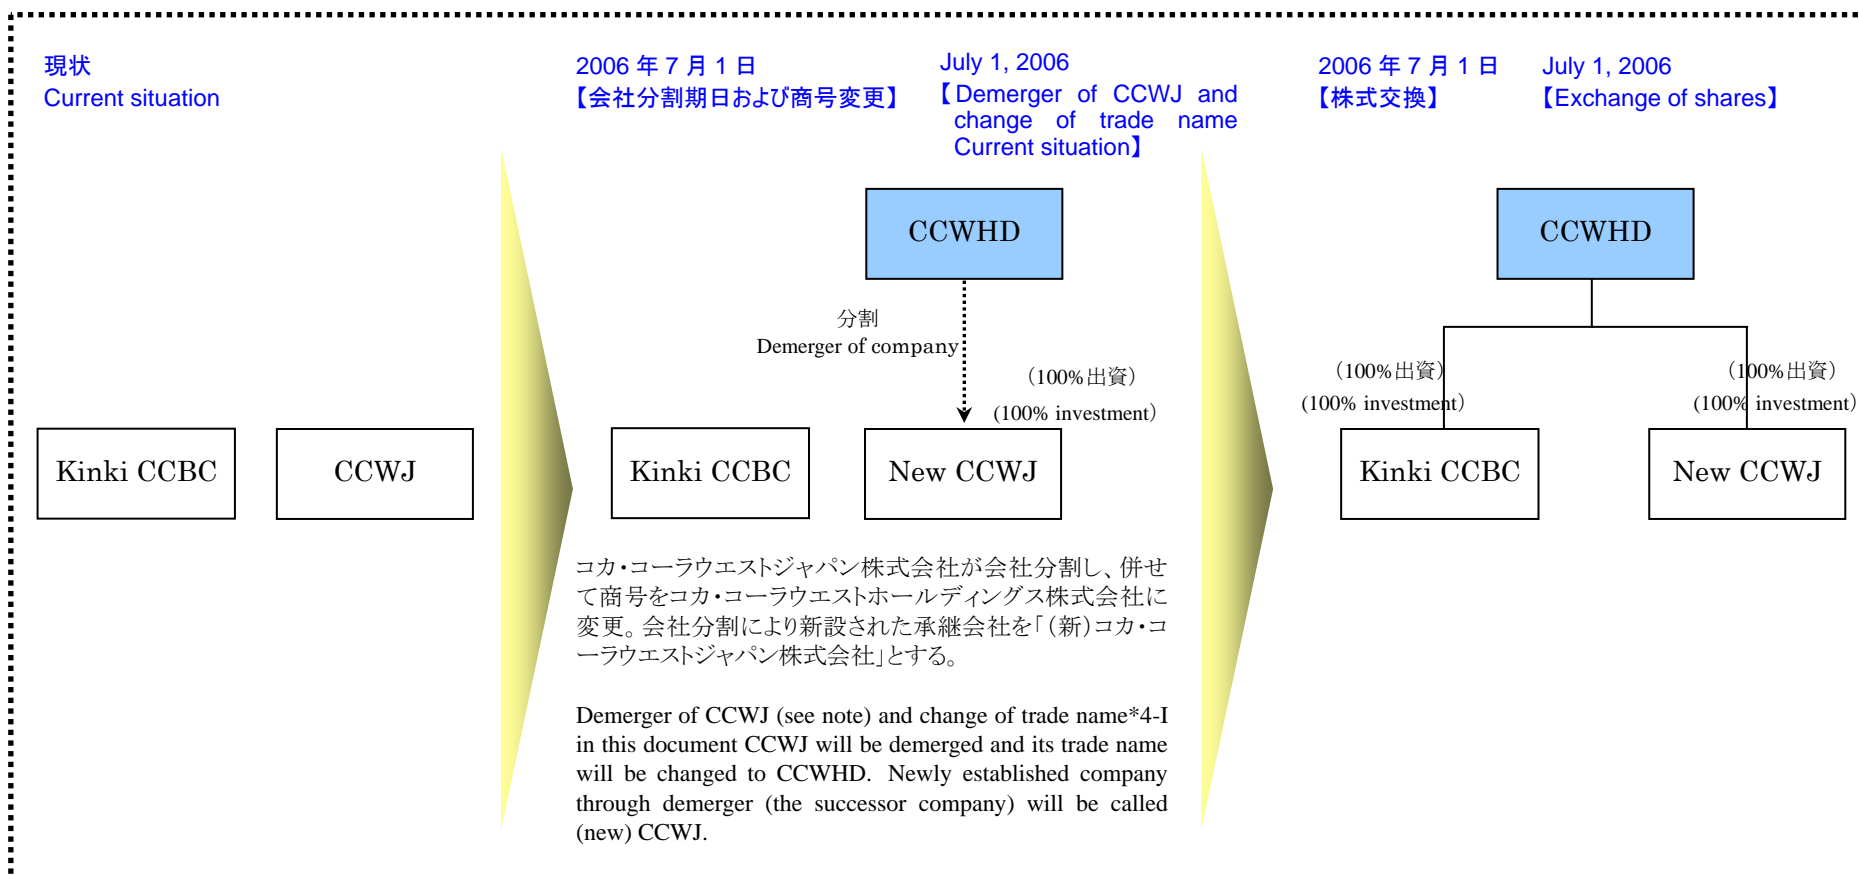 現状
Current situation
2006 年 7 月 1 日
【会社分割期日および商号変更】
July 1, 2006
【Demerger of CCWJ and
change of trade name
Current situation】
2006 年 7 月 1 日
【株式交換】
July 1, 2006
【Exchange of shares】
Kinki CCBC
CCWJ
CCWHD
分割
Demerger of company
（100%出資）
(100% investment）
Kinki CCBC
New CCWJ
コカ・コーラウエストジャパン株式会社が会社分割し、併せ
て商号をコカ・コーラウエストホールディングス株式会社に
変更。会社分割により新設された承継会社を「（新）コカ・コ
ーラウエストジャパン株式会社」とする。
Demerger of CCWJ (see note) and change of trade name*4-I
in this document CCWJ will be demerged and its trade name
will be changed to CCWHD. Newly established company
through demerger (the successor company) will be called
(new) CCWJ.
CCWHD
（100%出資）
(100% investment）
（100%出資）
(100% investment）
Kinki CCBC
New CCWJ